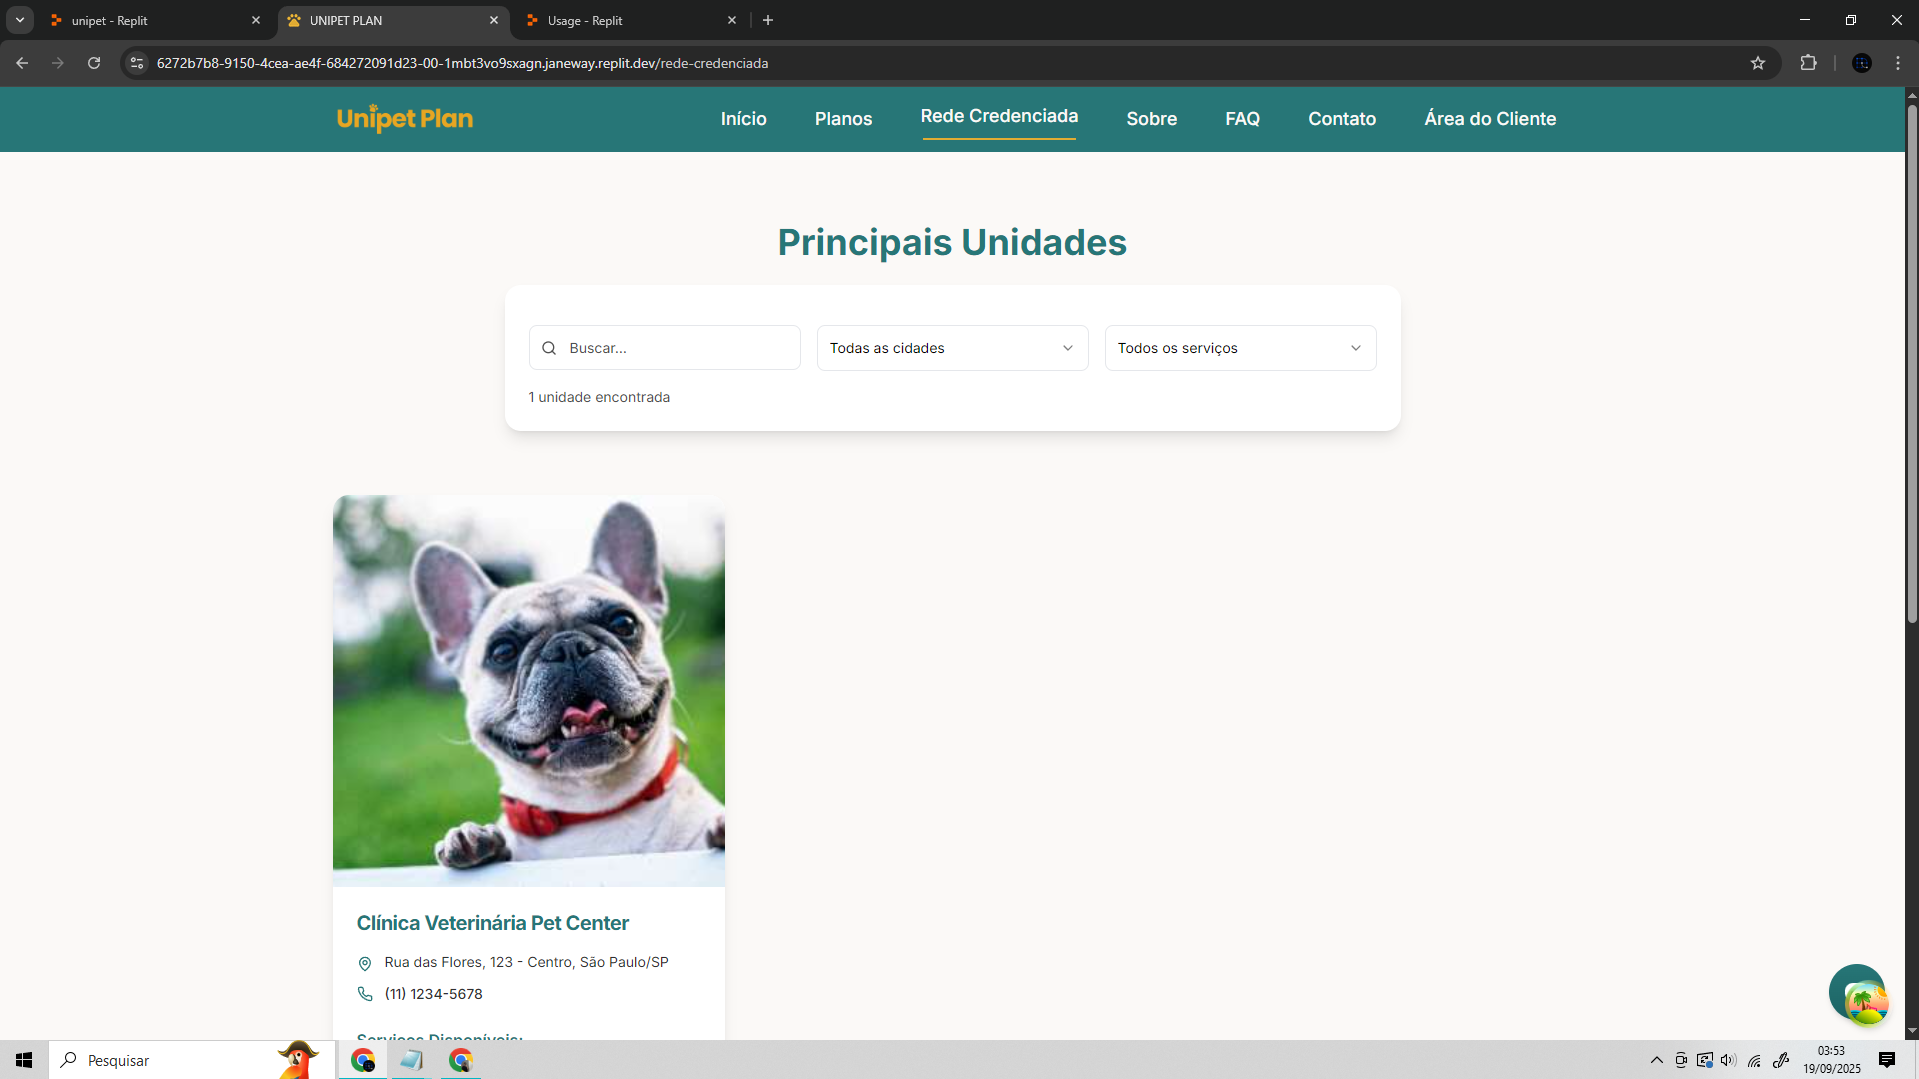 unipet - Replit
UNIPET PLAN
Usage - Replit
6272b7b8-9150-4cea-ae4f-684272091d23-00-1mbt3vo9sxagn.janeway.replit.dev/rede-credenciada
Unipet Plan
Início
Planos
Rede Credenciada
Sobre
FAQ
Contato
Área do Cliente
Principais Unidades
Buscar...
Todas as cidades
Todos os serviços
1 unidade encontrada
Clínica Veterinária Pet Center
Rua das Flores, 123 - Centro, São Paulo/SP
(11) 1234-5678
Serviços Disponíveis:
Pesquisar
03:53
19/09/2025